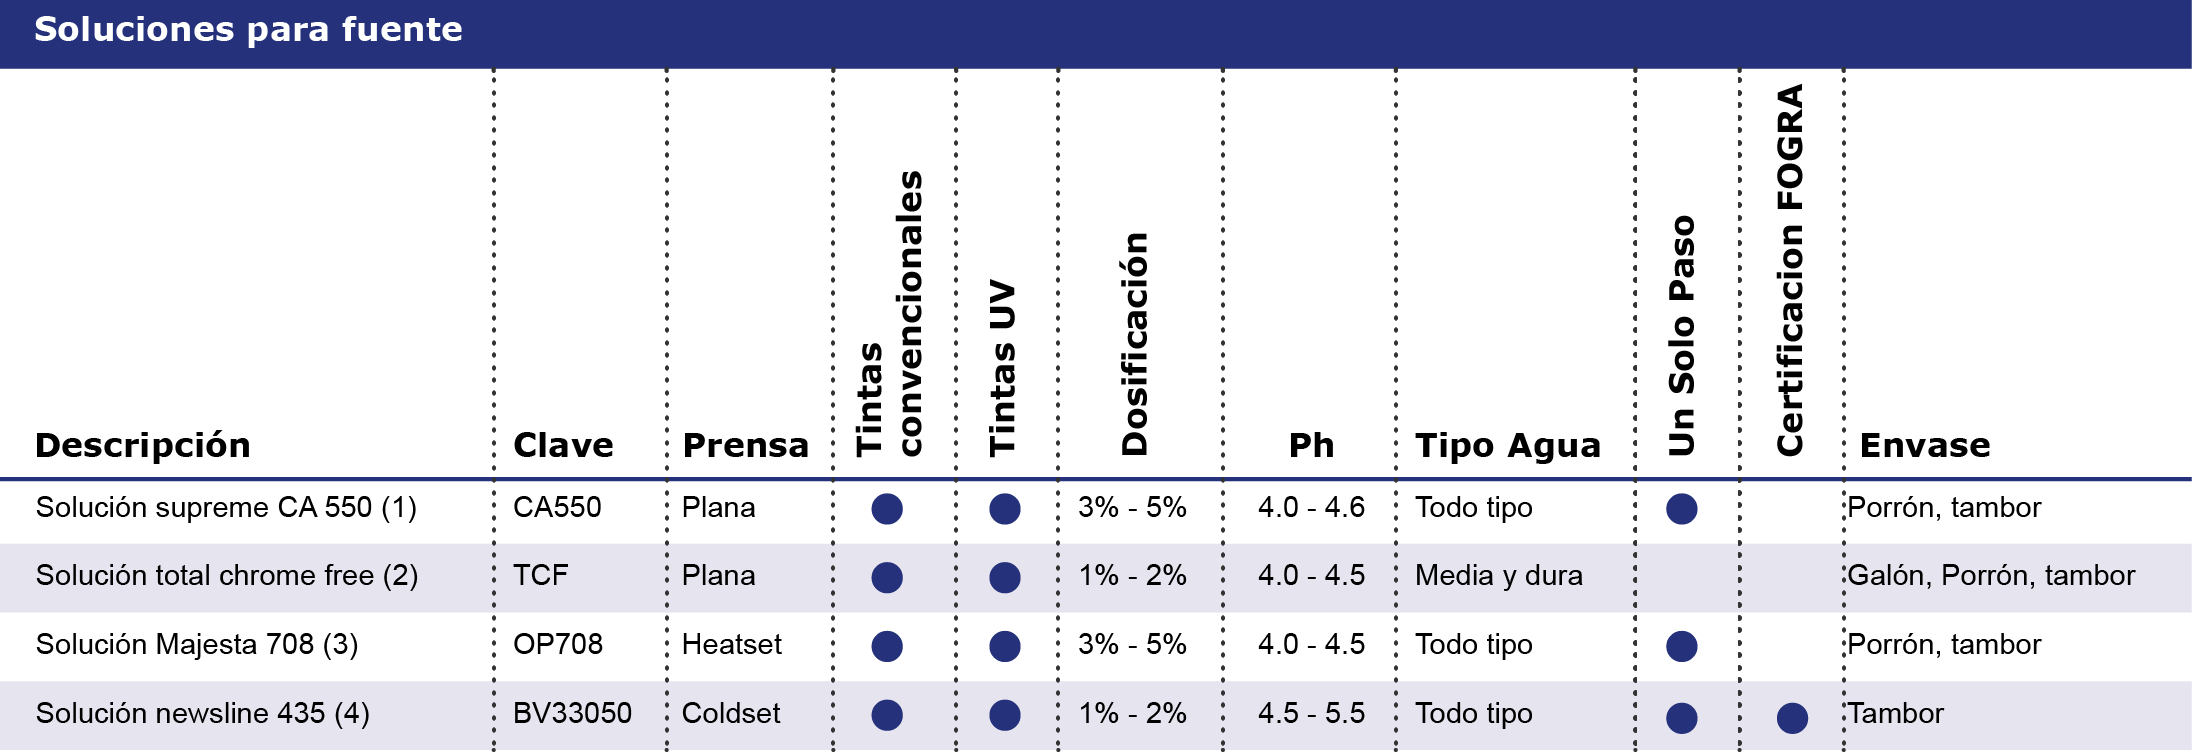 Soluciones para fuente
Descripción Clave Prensa Tintas convencionales Tintas UV Dosificación Ph Tipo Agua Un Solo Paso Certificacion FOGRA Envase
Solución supreme CA 550 (1) CA550 Plana ● ● 3% - 5% 4.0 - 4.6 Todo tipo ● Porrón, tambor
Solución total chrome free (2) TCF Plana ● ● 1% - 2% 4.0 - 4.5 Media y dura Galón, Porrón, tambor
Solución Majesta 708 (3) OP708 Heatset ● ● 3% - 5% 4.0 - 4.5 Todo tipo ● Porrón, tambor
Solución newsline 435 (4) BV33050 Coldset ● ● 1% - 2% 4.5 - 5.5 Todo tipo ● ● Tambor